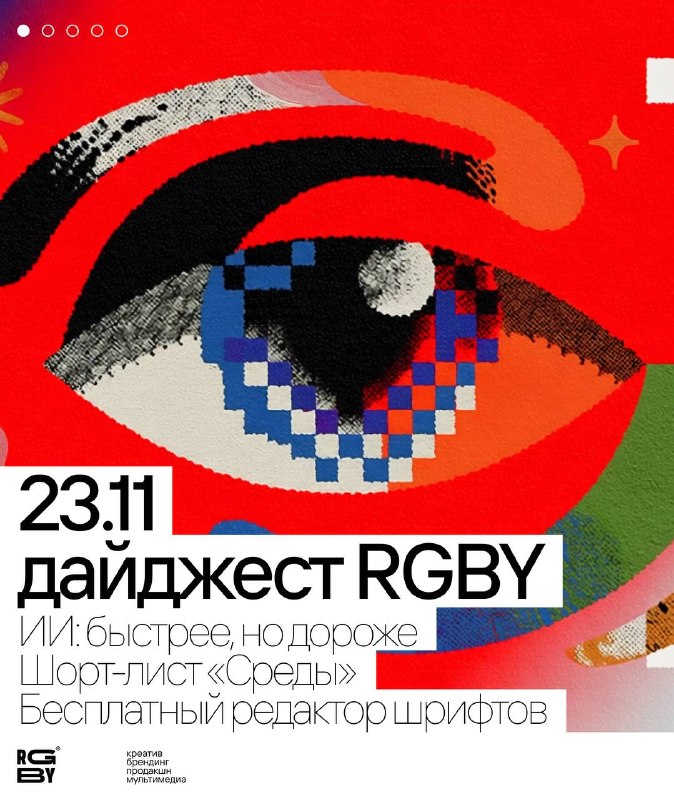 23.11
дайджест RGBY
ИИ: быстрее, но дороже
Шорт-лист «Среды»
Бесплатный редактор шрифтов
RG®
BY
креатив
брендинг
продакшн
мультимедиа